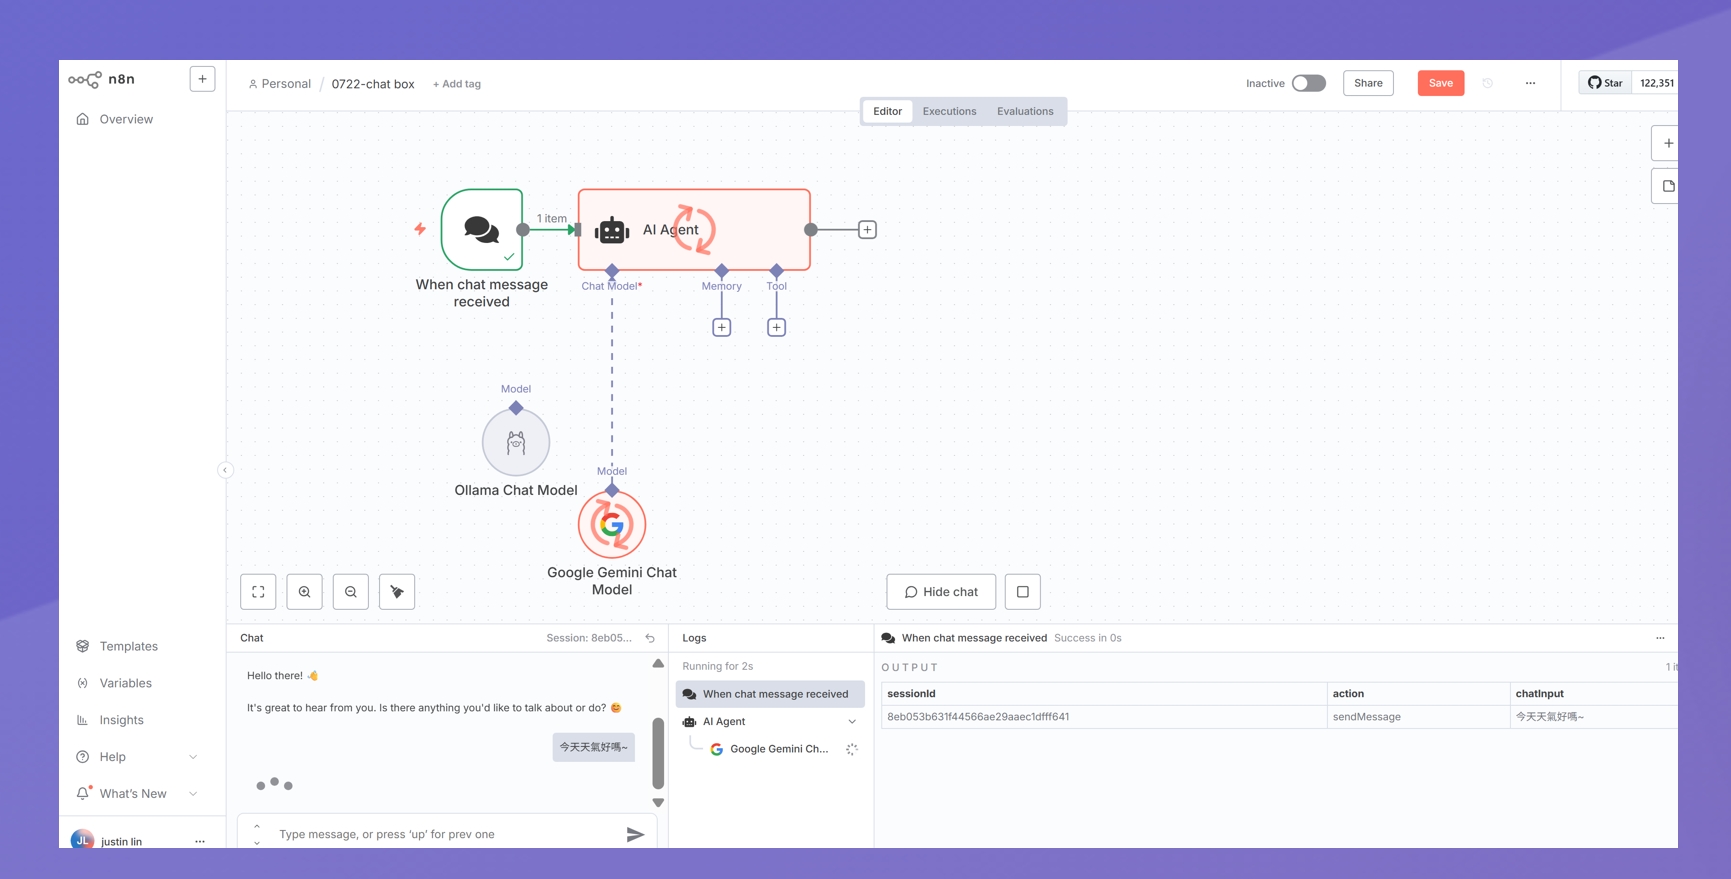 n8n
Personal / 0722-chat box + Add tag
Inactive Share Save Star 122,351
Editor Executions Evaluations
Overview
1 item
AI Agent
When chat message
received
Chat Model* Memory Tool
Model
Ollama Chat Model
Model
Google Gemini Chat
Model
Hide chat
Templates
Variables
Insights
Help
What's New
JL justin lin
Chat Session: 8eb05...
Hello there! 👋
It's great to hear from you. Is there anything you'd like to talk about or do? 😊
今天天氣好嗎~
Type message, or press 'up' for prev one
Logs
Running for 2s
When chat message received
AI Agent
Google Gemini Ch...
When chat message received Success in 0s
OUTPUT
sessionId action chatInput
8eb053b631f44566ae29aaec1dfff641 sendMessage 今天天氣好嗎~